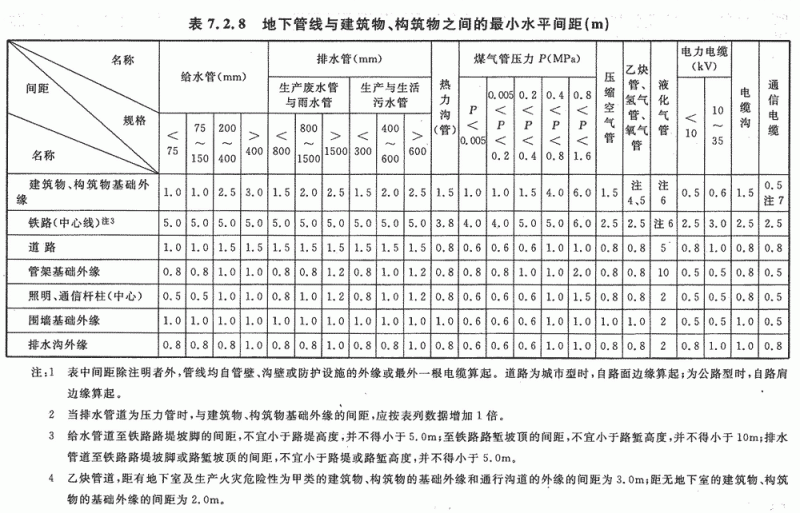 表 7.2.8 地下管线与建筑物、构筑物之间的最小水平间距(m)
名称
间距
规格
名称
给水管(mm)
排水管(mm)
生产废水管与雨水管
生产与生活污水管
热力沟(管)
煤气管压力 P(MPa)
压缩空气管
乙炔管、氢气管、氧气管
液化气管
电力电缆(kV)
电缆沟
通信电缆
<75 75~150 200~400 >400 <800 800~1500 >1500 <300 400~600 >600 P<0.005 0.005<P<0.2 0.2<P<0.4 0.4<P<0.8 0.8<P<1.6 <10 10~35
建筑物、构筑物基础外缘 1.0 1.0 2.5 3.0 1.5 2.0 2.5 1.5 2.0 2.5 1.5 1.0 1.0 1.5 4.0 6.0 1.5 注4、5 注6 0.5 0.6 1.5 0.5注7
铁路(中心线)注3 5.0 5.0 5.0 5.0 5.0 5.0 5.0 5.0 5.0 5.0 3.8 4.0 4.0 5.0 5.0 6.0 2.5 2.5 注6 2.5 3.0 2.5 2.5
道路 1.0 1.0 1.5 1.5 1.5 1.5 1.5 1.5 1.5 1.5 0.8 0.6 0.6 0.6 1.0 1.0 0.8 0.8 5 0.8 1.0 0.8 0.8
管架基础外缘 0.8 0.8 1.0 1.0 0.8 0.8 1.2 0.8 1.0 1.2 0.8 0.8 0.8 1.0 1.0 2.0 0.8 0.8 10 0.5 0.5 0.8 0.5
照明、通信杆柱(中心) 0.5 0.5 1.0 1.0 0.8 1.0 1.2 0.8 1.0 1.2 0.8 0.6 0.6 0.6 1.0 1.5 0.8 0.8 2 0.5 0.5 0.8 0.5
围墙基础外缘 1.0 1.0 1.0 1.0 1.0 1.0 1.0 1.0 1.0 1.0 1.0 0.6 0.6 0.6 1.0 1.0 1.0 1.0 2 0.5 0.5 1.0 0.5
排水沟外缘 0.8 0.8 0.8 1.0 0.8 0.8 1.0 0.8 0.8 1.0 0.8 0.6 0.6 0.6 1.0 1.0 0.8 0.8 2 0.8 1.0 1.0 0.8
注:1 表中间距除注明者外,管线均自管壁、沟壁或防护设施的外缘或最外一根电缆算起。道路为城市型时,自路面边缘算起;为公路型时,自路肩
边缘算起。
2 当排水管道为压力管时,与建筑物、构筑物基础外缘的间距,应按表列数据增加1倍。
3 给水管道至铁路路堤坡脚的间距,不宜小于路堤高度,并不得小于5.0m;至铁路路堑坡顶的间距,不宜小于路堑高度,并不得小于10m;排水
管道至铁路路堤坡脚或路堑坡顶的间距,不宜小于路堤或路堑高度,并不得小于5.0m。
4 乙炔管道,距有地下室及生产火灾危险性为甲类的建筑物、构筑物的基础外缘和通行沟道的外缘的间距为3.0m;距无地下室的建筑物、构筑
物的基础外缘的间距为2.0m。